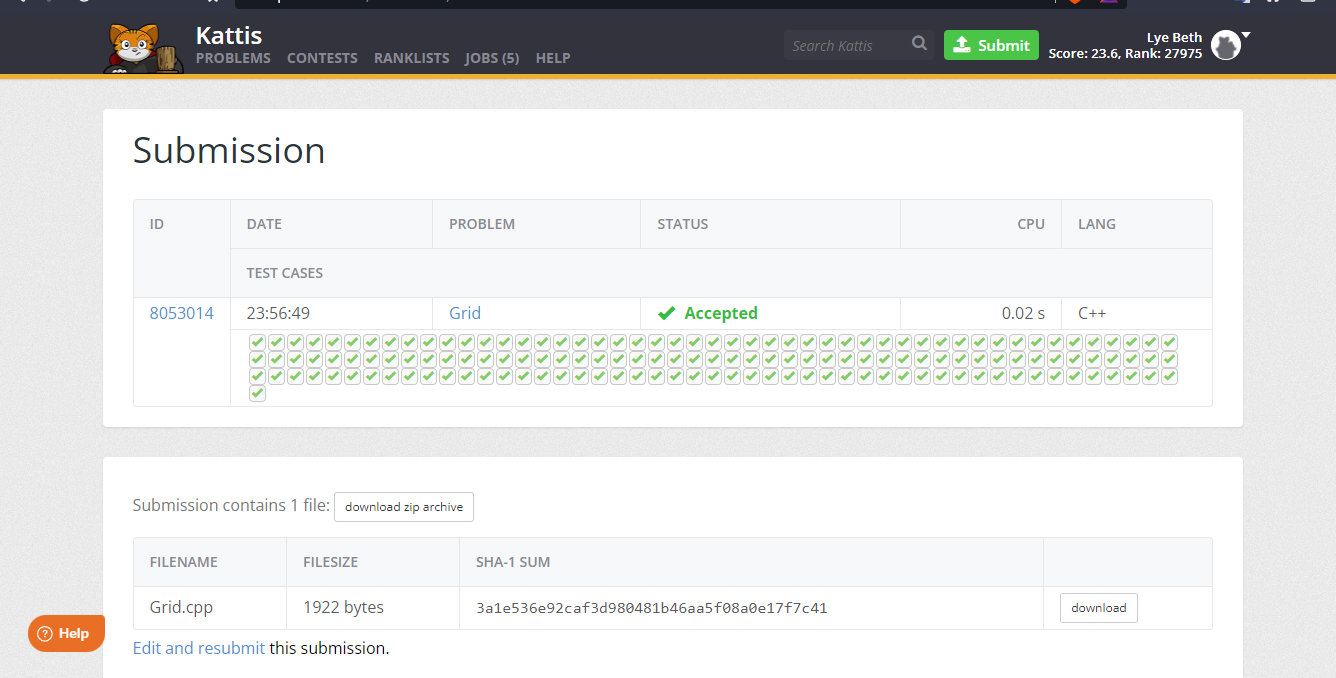 Kattis
PROBLEMS CONTESTS RANKLISTS JOBS (5) HELP
Search Kattis
Submit
Lye Beth
Score: 23.6, Rank: 27975
Submission
ID DATE PROBLEM STATUS CPU LANG
TEST CASES
8053014 23:56:49 Grid Accepted 0.02 s C++
Submission contains 1 file: download zip archive
FILENAME FILESIZE SHA-1 SUM
Grid.cpp 1922 bytes 3a1e536e92caf3d980481b46aa5f08a0e17f7c41 download
Help
Edit and resubmit this submission.